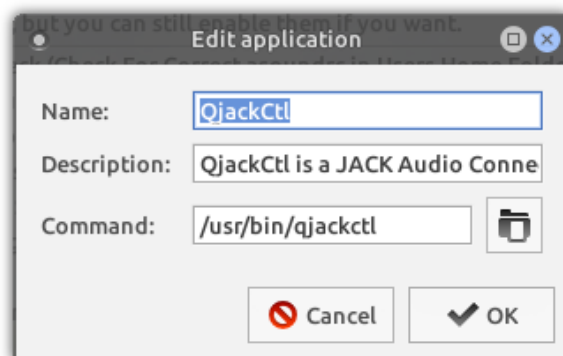 , but you can still enable them if you want.
Edit application
Name: QjackCtl
Description: QjackCtl is a JACK Audio Conne
Command: /usr/bin/qjackctl
Cancel OK